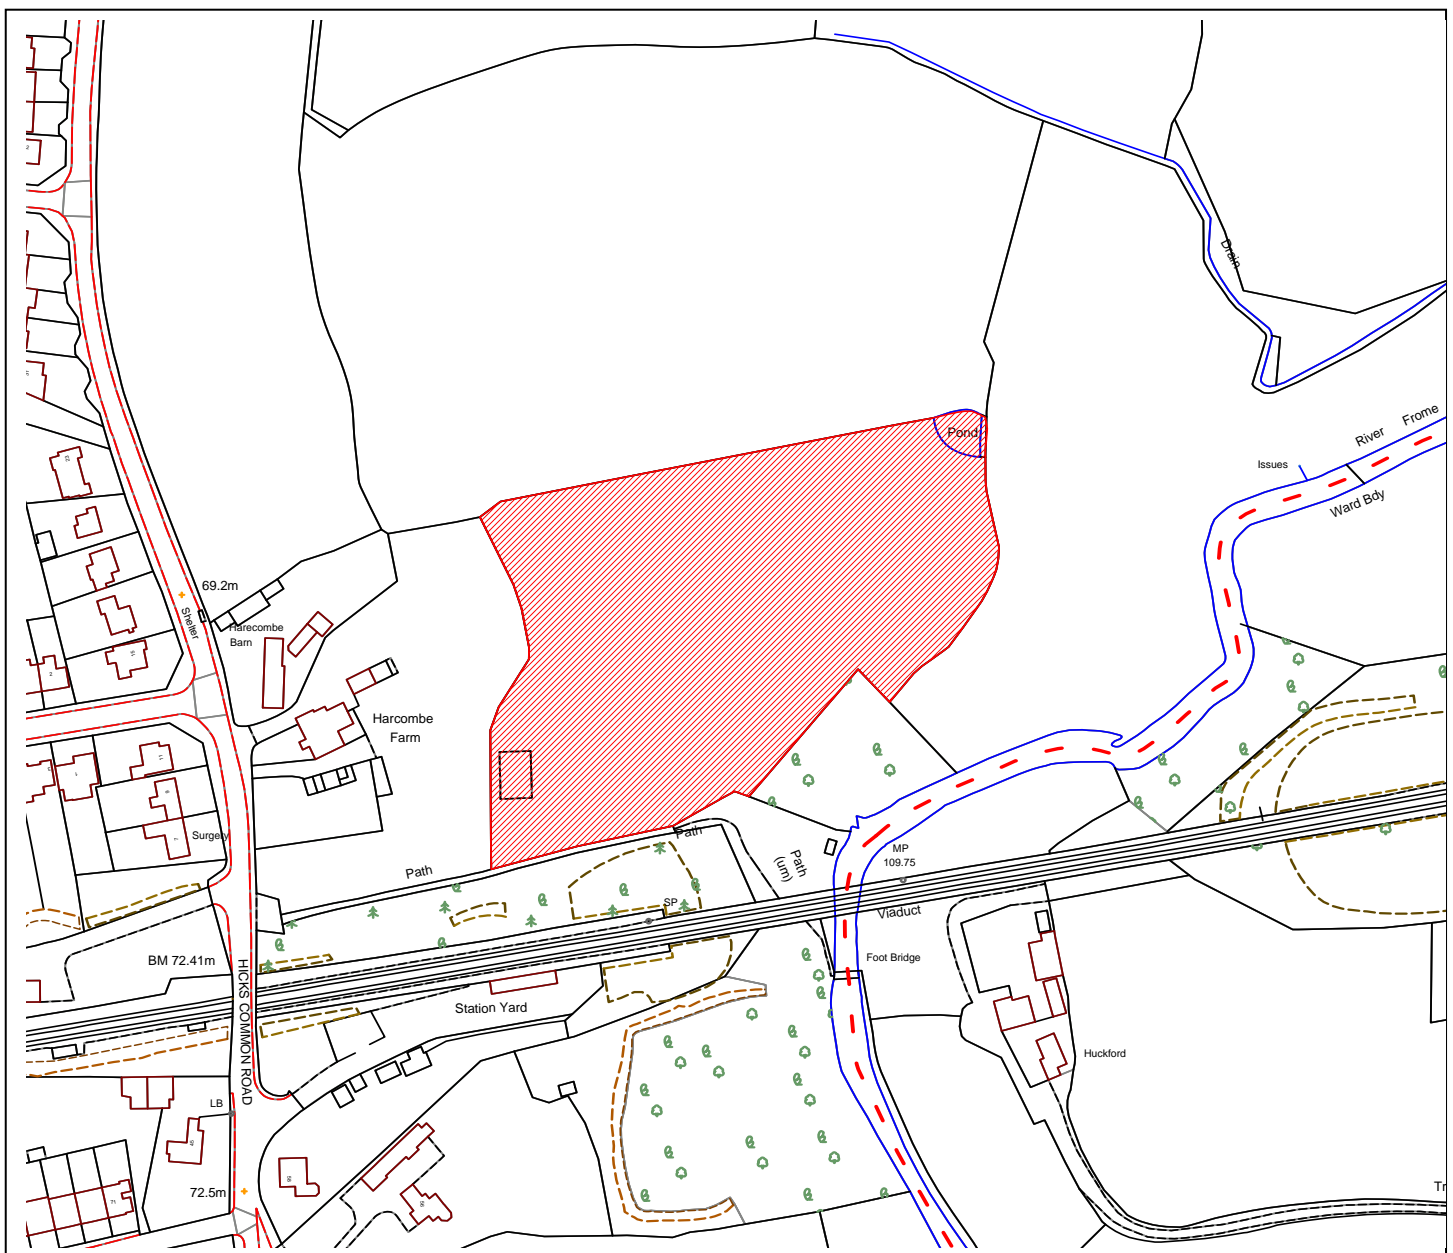 Drain
Pond
River Frome
Issues
Ward Bdy
69.2m
Shelter
Harecombe
Barn
Harcombe
Farm
Surgery
Path
Path
Path
(um)
MP
109.75
SP
Viaduct
BM 72.41m
HICKS COMMON ROAD
Foot Bridge
Station Yard
Huckford
LB
72.5m
Tr